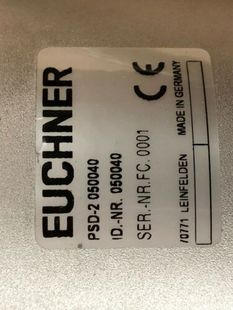 EUCHNER
PSD-2 050040
ID.-NR. 050040
SER.-NR.FC. 0001
70771 LEINFELDEN MADE IN GERMANY
CE